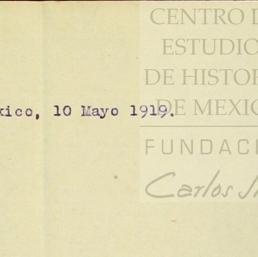 CENTRO D
ESTUDIO
DE HISTOR
DE MEXIC
xico, 10 Mayo 1919.
FUNDACI
Carlos